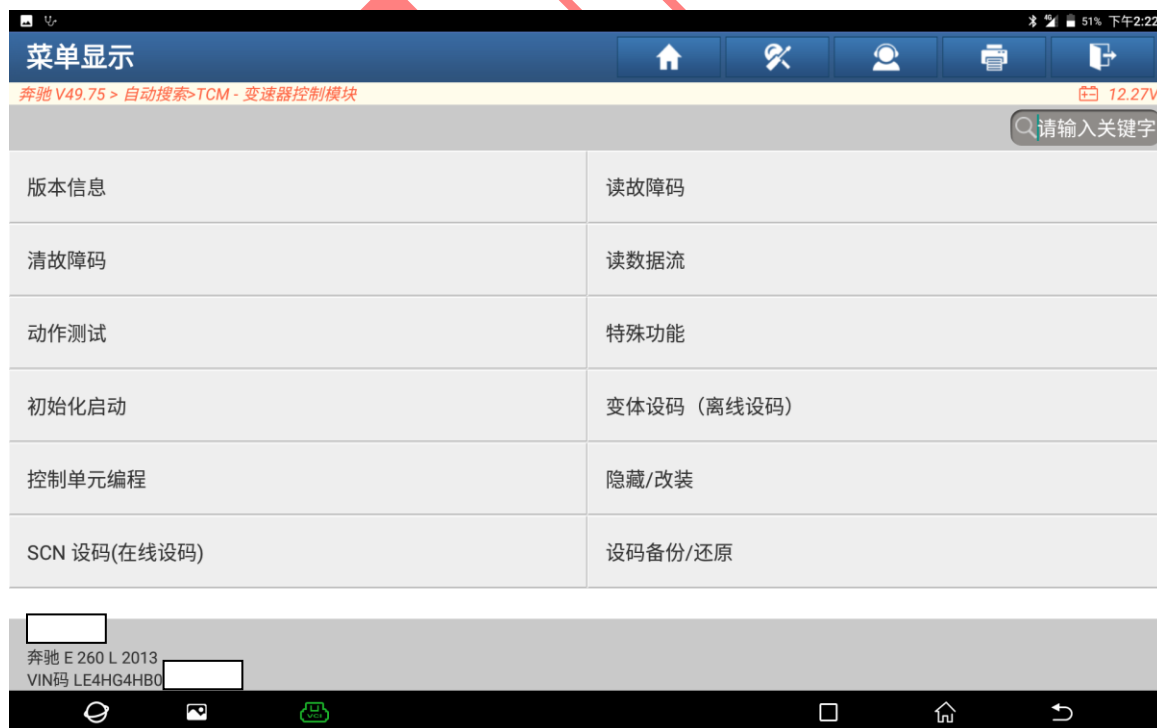 4G 51% 下午2:22
菜单显示
奔驰 V49.75 > 自动搜索>TCM - 变速器控制模块 12.27V
请输入关键字
版本信息 读故障码
清故障码 读数据流
动作测试 特殊功能
初始化启动 变体设码（离线设码）
控制单元编程 隐藏/改装
SCN 设码(在线设码) 设码备份/还原
奔驰 E 260 L 2013
VIN码 LE4HG4HB0
VCI